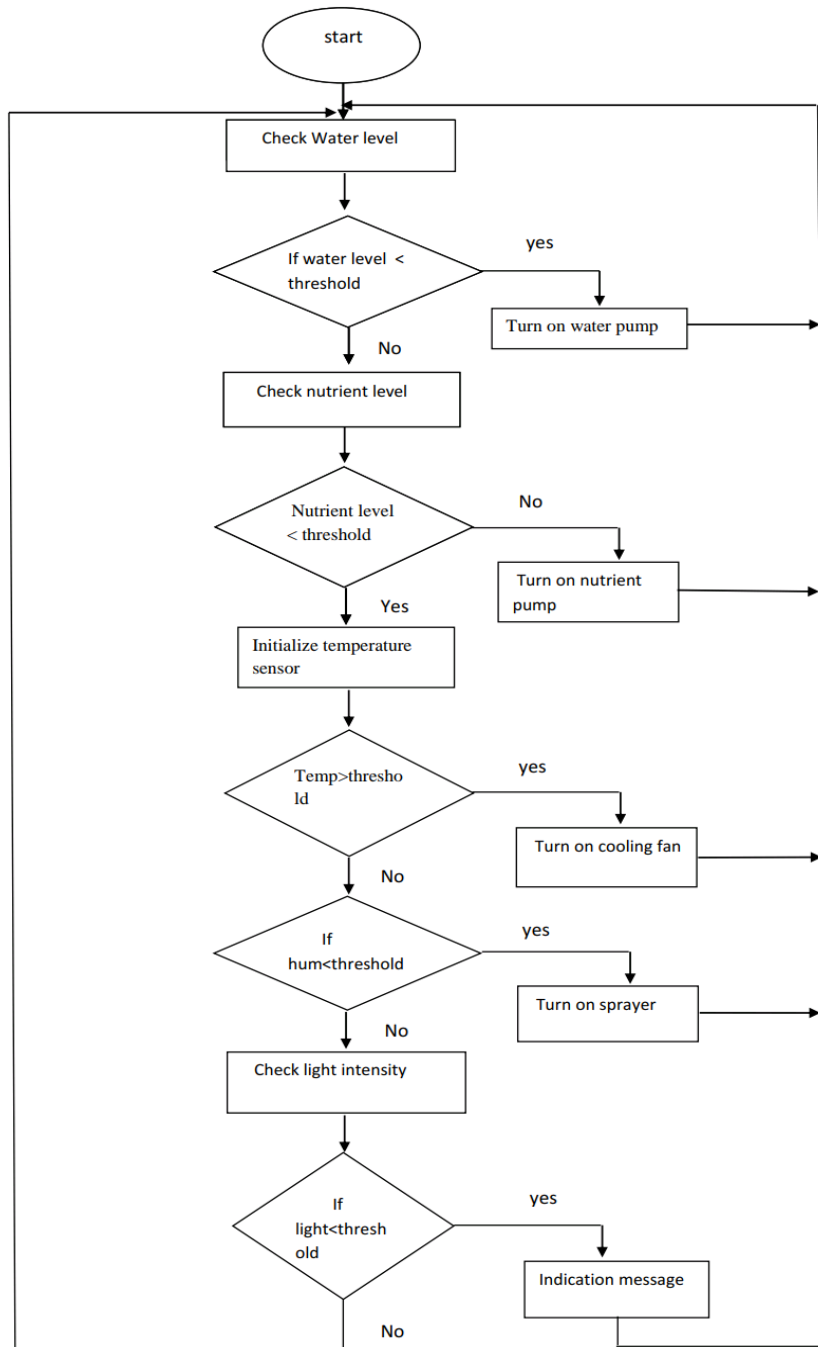 start
Check Water level
If water level <
threshold
yes
Turn on water pump
No
Check nutrient level
Nutrient level
< threshold
No
Turn on nutrient
pump
Yes
Initialize temperature
sensor
Temp>thresho
ld
yes
Turn on cooling fan
No
If
hum<threshold
yes
Turn on sprayer
No
Check light intensity
If
light<thresh
old
yes
Indication message
No